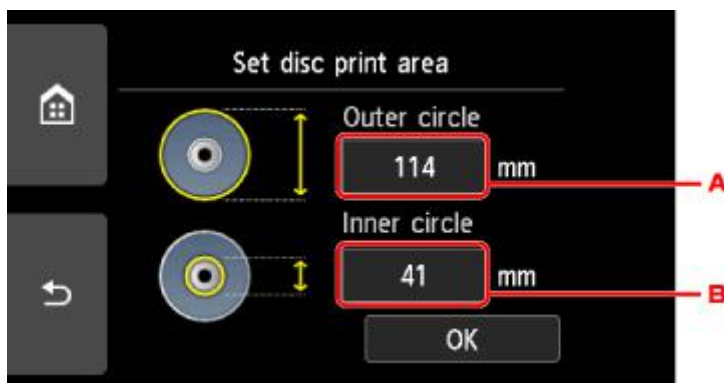 Set disc print area
Outer circle
114 mm
A
Inner circle
41 mm
B
OK